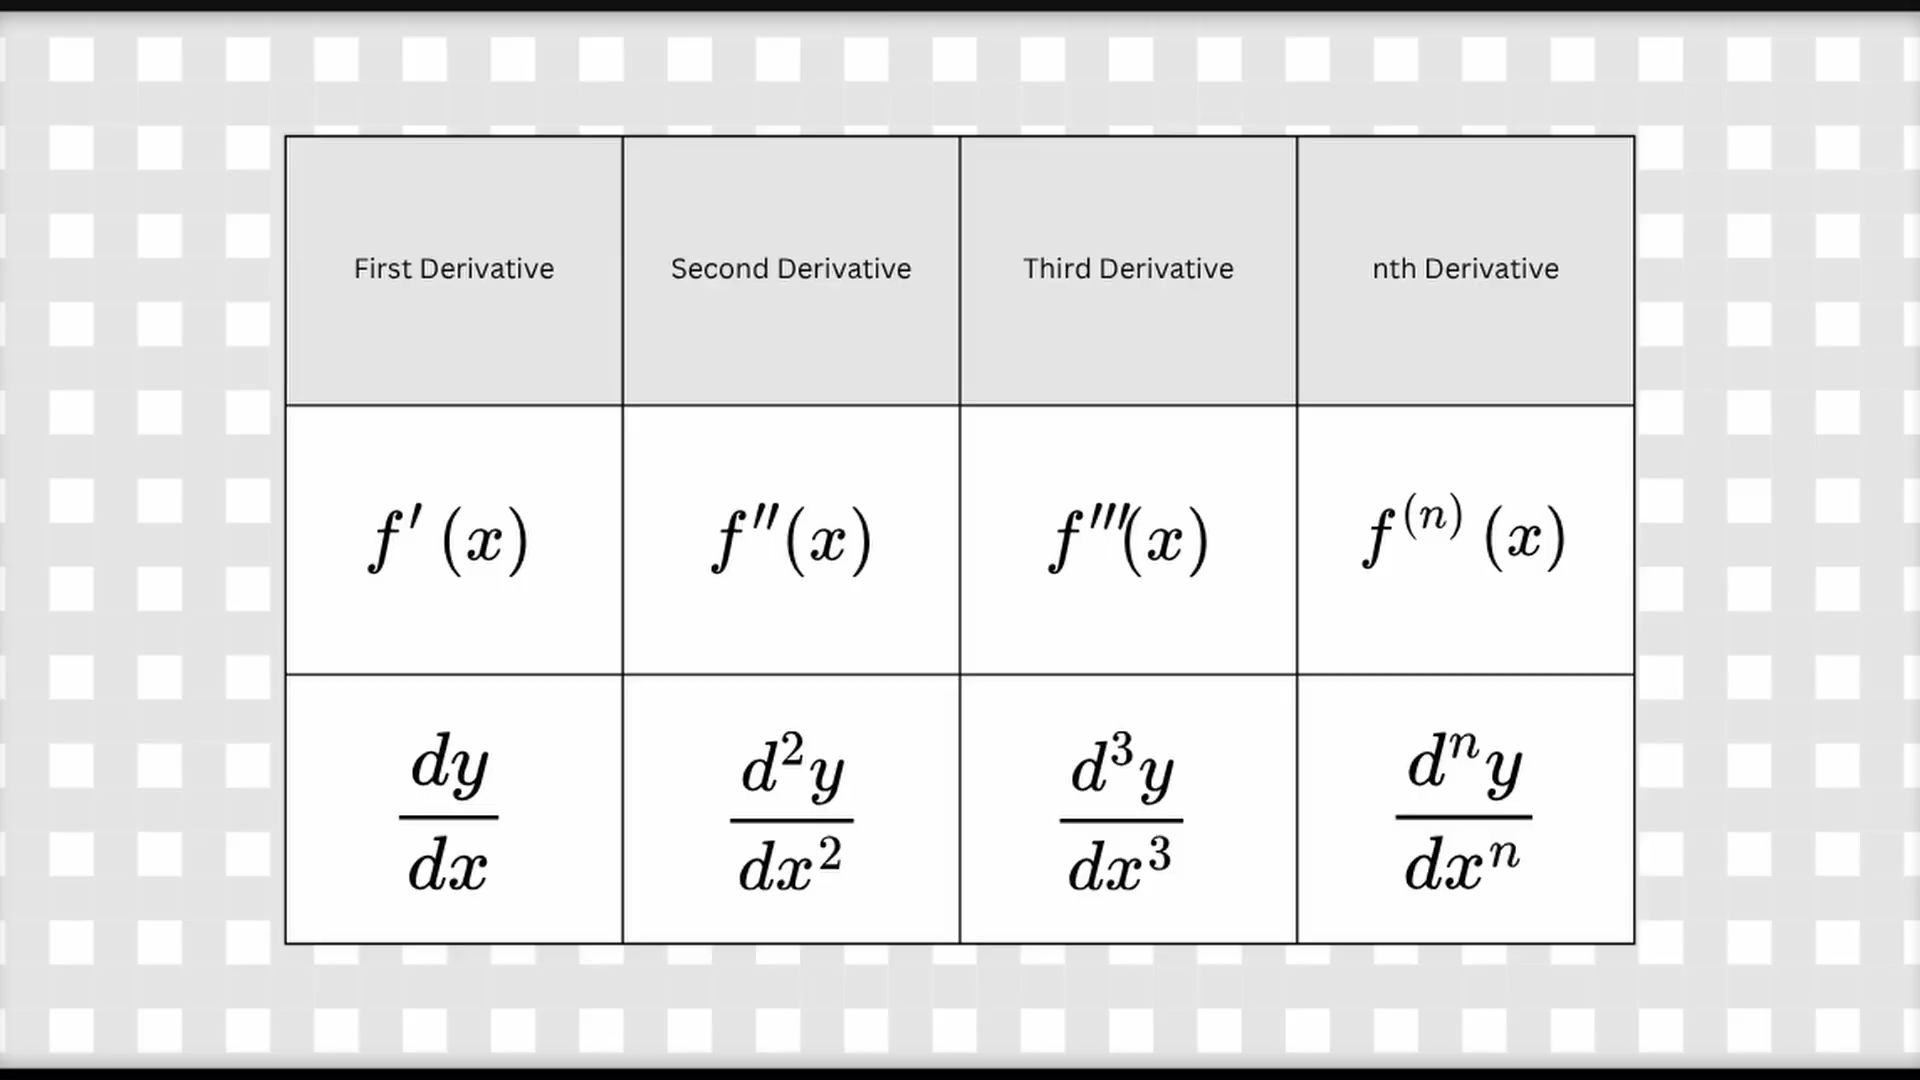 First Derivative
Second Derivative
Third Derivative
nth Derivative
f′(x)
f″(x)
f‴(x)
f⁽ⁿ⁾(x)
dy/dx
d²y/dx²
d³y/dx³
dⁿy/dxⁿ